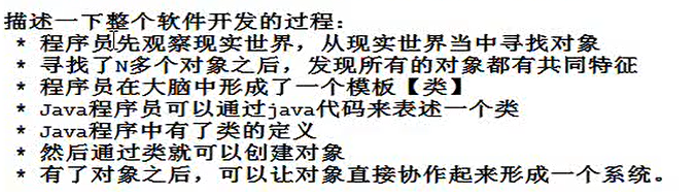 描述一下整个软件开发的过程：
* 程序员先观察现实世界，从现实世界当中寻找对象
* 寻找了N多个对象之后，发现所有的对象都有共同特征
* 程序员在大脑中形成了一个模板【类】
* Java程序员可以通过java代码来表述一个类
* Java程序中有了类的定义
* 然后通过类就可以创建对象
* 有了对象之后，可以让对象直接协作起来形成一个系统。